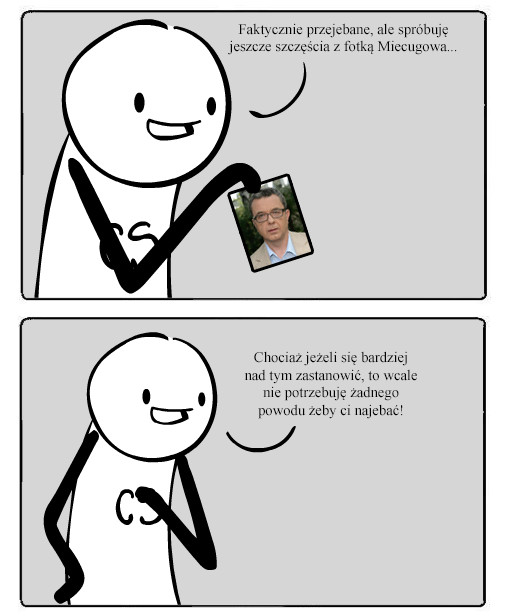 Faktycznie przejebane, ale spróbuję
jeszcze szczęścia z fotką Miecugowa...
CS
Chociaż jeżeli się bardziej
nad tym zastanowić, to wcale
nie potrzebuję żadnego
powodu żeby ci najebać!
CS